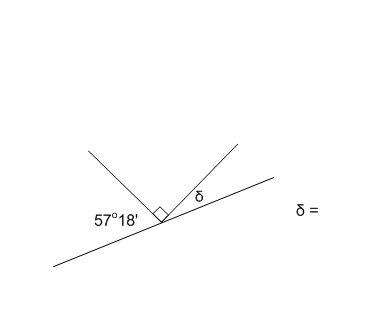 δ
57°18'
δ =